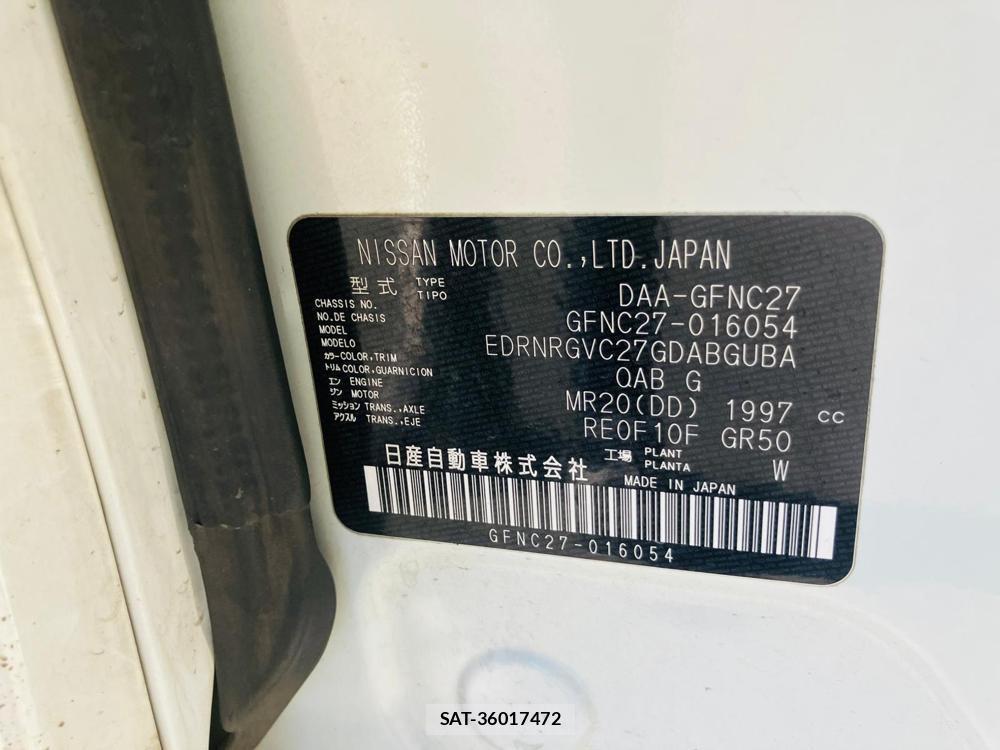 NISSAN MOTOR CO.,LTD.JAPAN
型式 TYPE TIPO DAA-GFNC27
CHASSIS NO. NO.DE CHASIS GFNC27-016054
MODEL MODELO EDRNRGVC27GDABGUBA
カラー COLOR,TRIM トリム COLOR,GUARNICION QAB G
エンジン ENGINE MOTOR MR20(DD) 1997 cc
ミッション TRANS.,AXLE アクスル TRANS.,EJE RE0F10F GR50
日産自動車株式会社 工場 PLANT PLANTA W
MADE IN JAPAN
GFNC27-016054
SAT-36017472